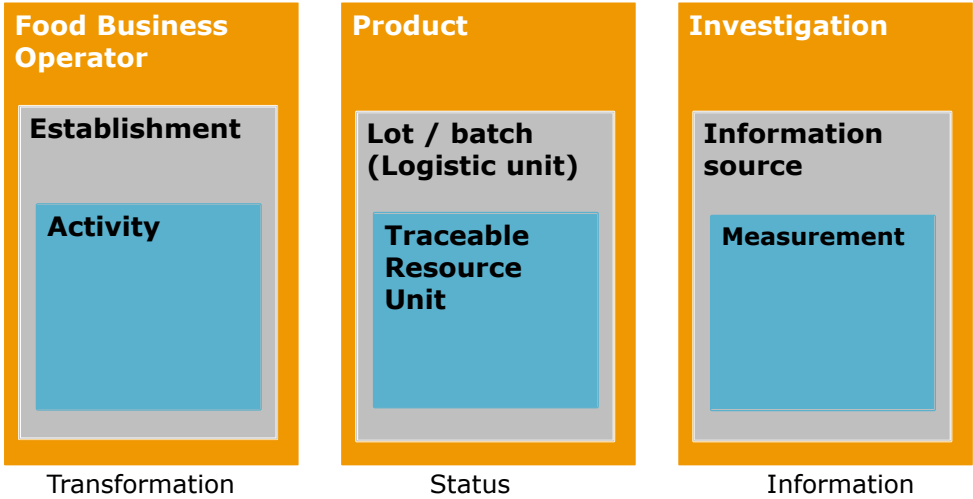 Food Business
Operator
Establishment
Activity
Transformation
Product
Lot / batch
(Logistic unit)
Traceable
Resource
Unit
Status
Investigation
Information
source
Measurement
Information